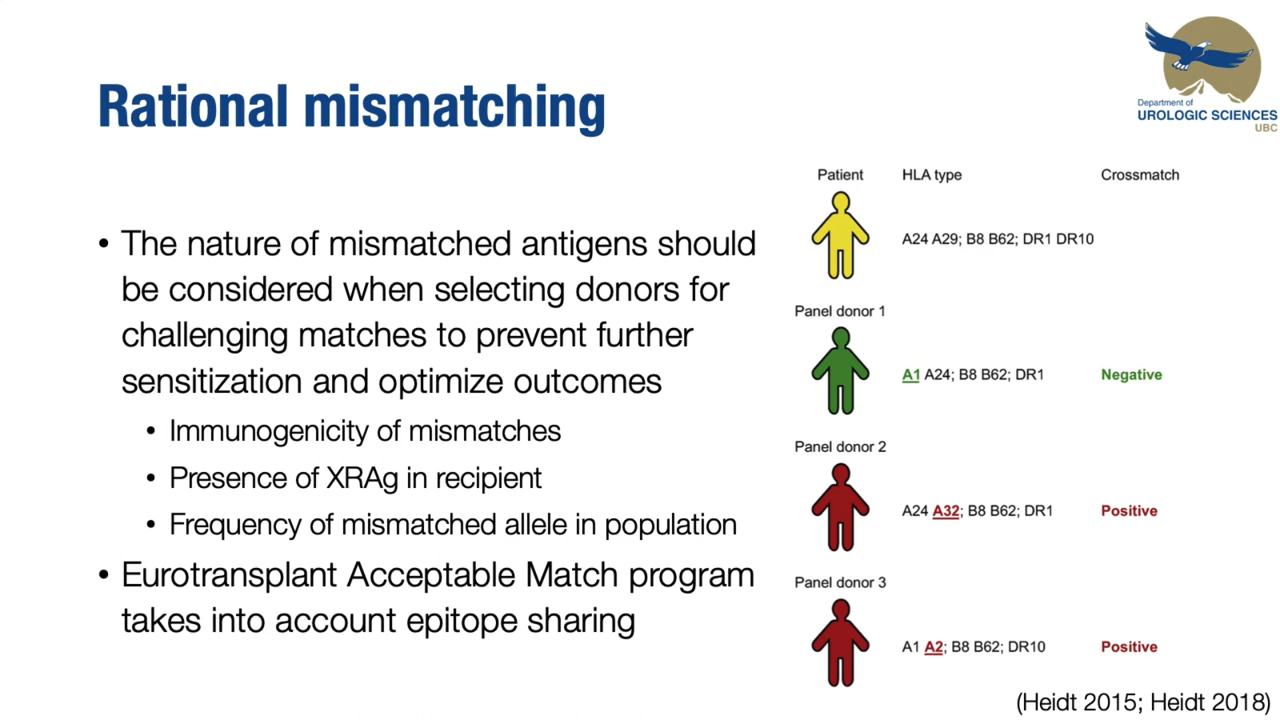 Department of
UROLOGIC SCIENCES
UBC
Rational mismatching
• The nature of mismatched antigens should
be considered when selecting donors for
challenging matches to prevent further
sensitization and optimize outcomes
• Immunogenicity of mismatches
• Presence of XRAg in recipient
• Frequency of mismatched allele in population
• Eurotransplant Acceptable Match program
takes into account epitope sharing
Patient HLA type Crossmatch
A24 A29; B8 B62; DR1 DR10
Panel donor 1
A1 A24; B8 B62; DR1 Negative
Panel donor 2
A24 A32; B8 B62; DR1 Positive
Panel donor 3
A1 A2; B8 B62; DR10 Positive
(Heidt 2015; Heidt 2018)